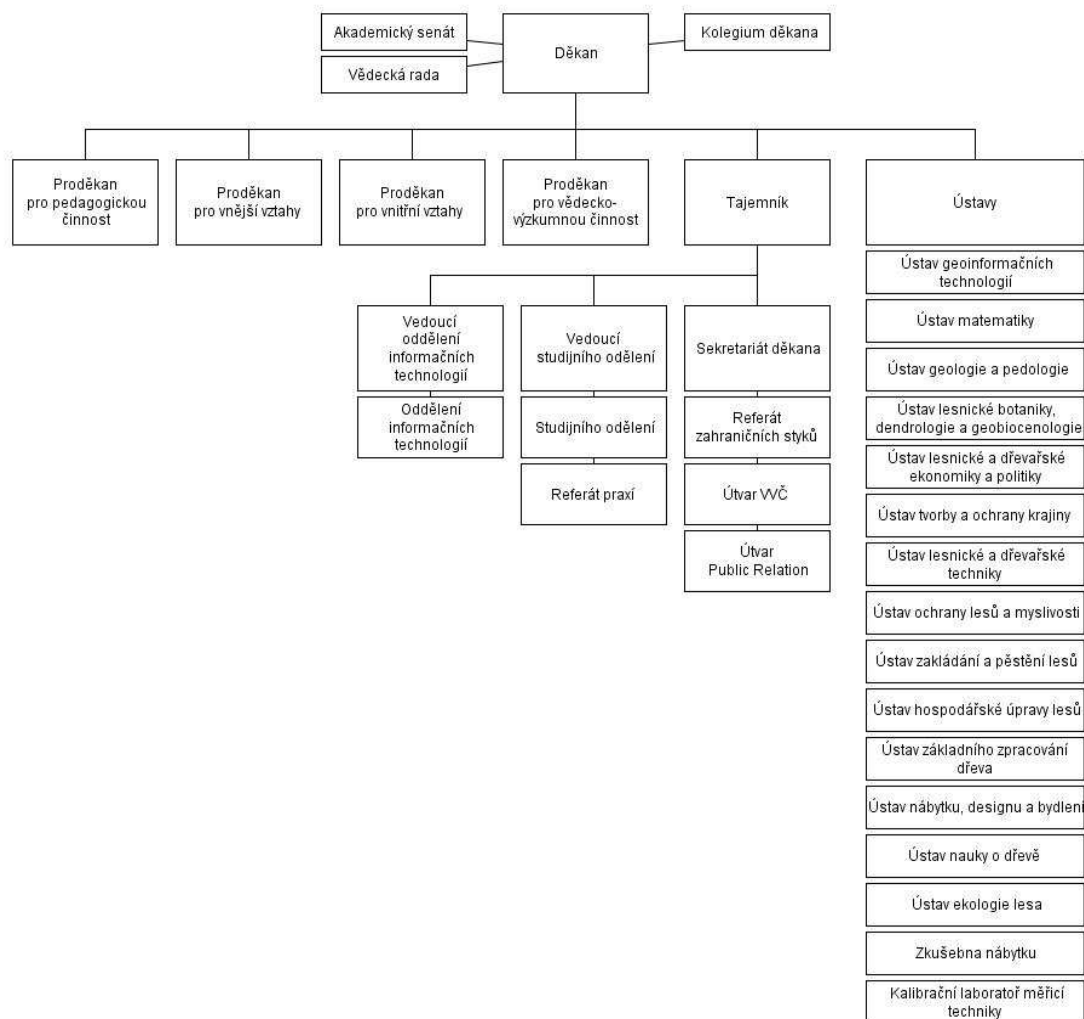 Akademický senát
Kolegium děkana
Děkan
Vědecká rada
Proděkan
pro pedagogickou
činnost
Proděkan
pro vnější vztahy
Proděkan
pro vnitřní vztahy
Proděkan
pro vědecko-
výzkumnou činnost
Tajemník
Ústavy
Vedoucí
oddělení
informačních
technologií
Oddělení
informačních
technologií
Vedoucí
studijního odělení
Studijního odělení
Referát praxí
Sekretariát děkana
Referát
zahraničních styků
Útvar VVČ
Útvar
Public Relation
Ústav geoinformačních
technologií
Ústav matematiky
Ústav geologie a pedologie
Ústav lesnické botaniky,
dendrologie a geobiocenologie
Ústav lesnické a dřevařské
ekonomiky a politiky
Ústav tvorby a ochrany krajiny
Ústav lesnické a dřevařské
techniky
Ústav ochrany lesů a myslivosti
Ústav zakládání a pěstění lesů
Ústav hospodářské úpravy lesů
Ústav základního zpracování
dřeva
Ústav nábytku, designu a bydlení
Ústav nauky o dřevě
Ústav ekologie lesa
Zkušebna nábytku
Kalibrační laboratoř měřicí
techniky